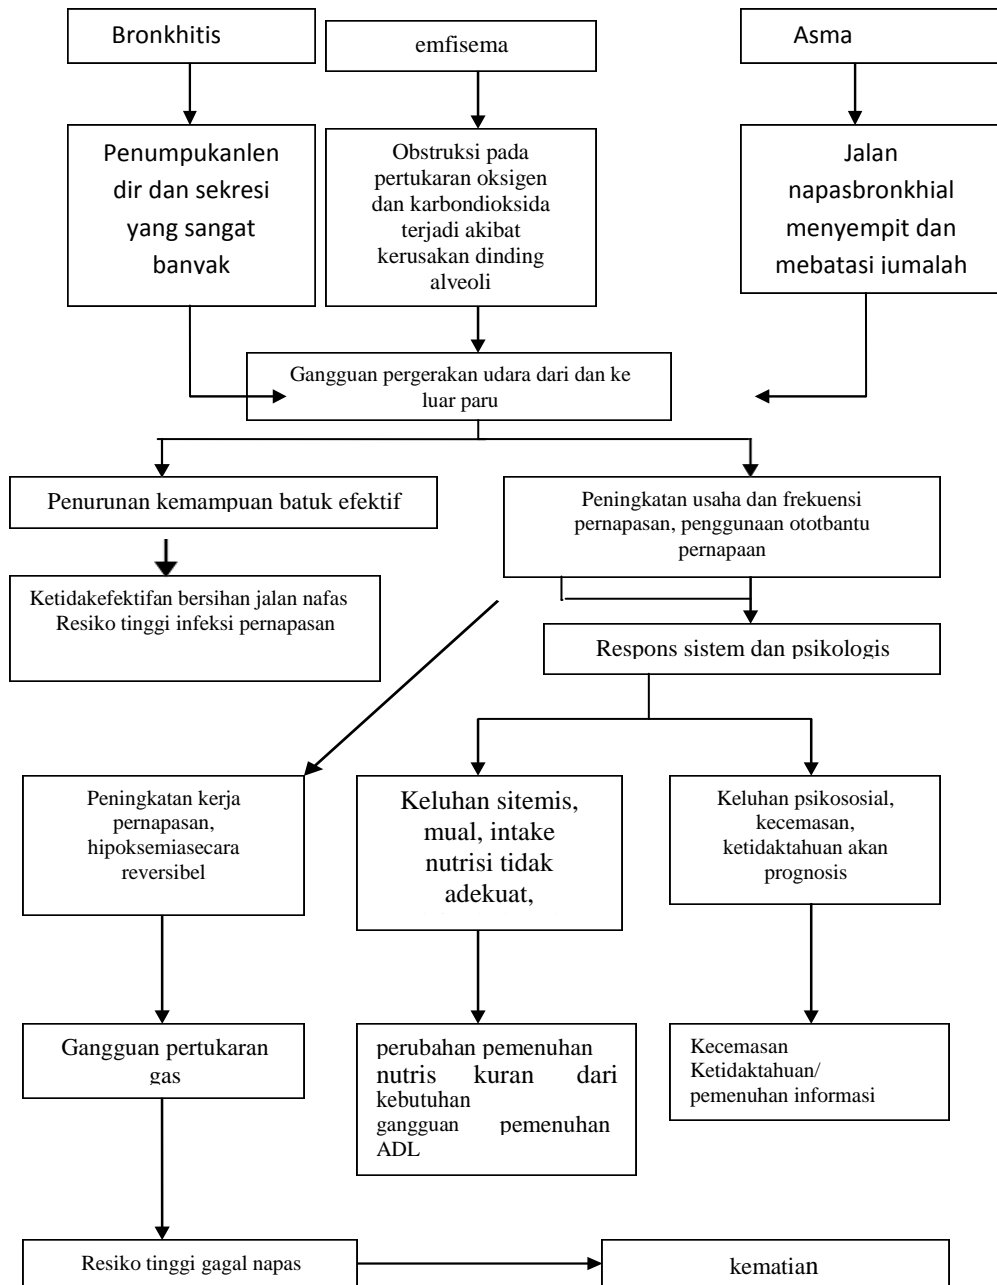 Bronkhitis
emfisema
Asma
Penumpukanlen
dir dan sekresi
yang sangat
banyak
Obstruksi pada
pertukaran oksigen
dan karbondioksida
terjadi akibat
kerusakan dinding
alveoli
Jalan
napasbronkhial
menyempit dan
mebatasi jumalah
Gangguan pergerakan udara dari dan ke
luar paru
Penurunan kemampuan batuk efektif
Peningkatan usaha dan frekuensi
pernapasan, penggunaan ototbantu
pernapaan
Ketidakefektifan bersihan jalan nafas
Resiko tinggi infeksi pernapasan
Respons sistem dan psikologis
Peningkatan kerja
pernapasan,
hipoksemiasecara
reversibel
Keluhan sitemis,
mual, intake
nutrisi tidak
adekuat,
Keluhan psikososial,
kecemasan,
ketidaktahuan akan
prognosis
Gangguan pertukaran
gas
perubahan pemenuhan
nutris kuran dari
kebutuhan
gangguan pemenuhan
ADL
Kecemasan
Ketidaktahuan/
pemenuhan informasi
Resiko tinggi gagal napas
kematian